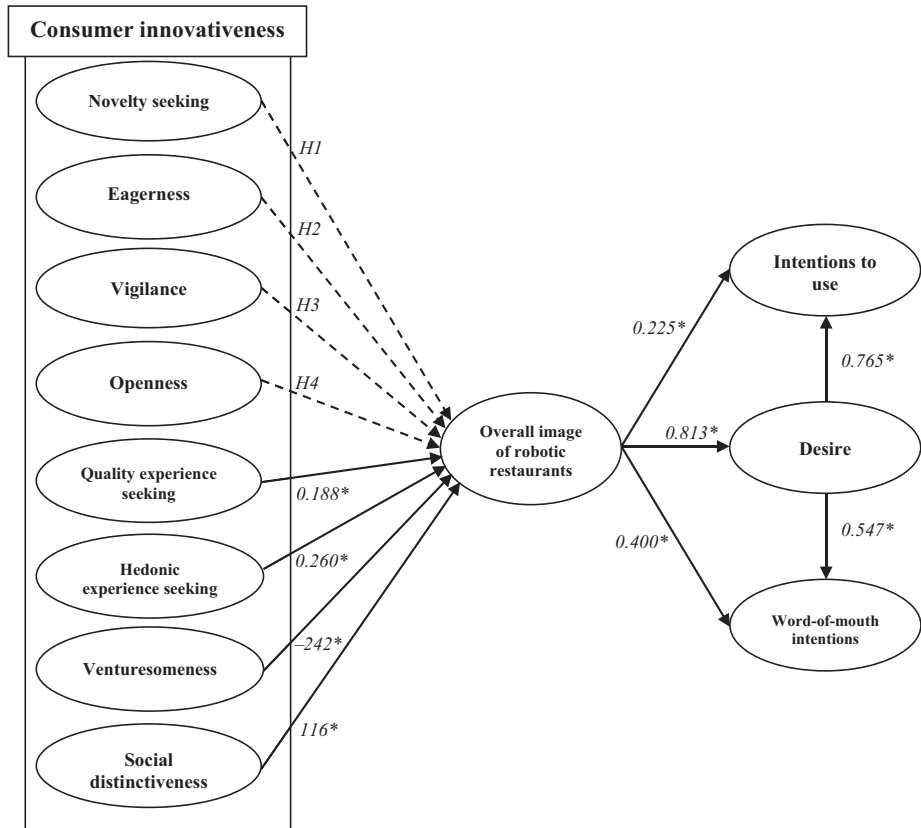 Consumer innovativeness
Novelty seeking
H1
Eagerness
H2
Vigilance
H3
Openness
H4
Quality experience
seeking
0.188*
Hedonic
experience seeking
0.260*
Venturesomeness
–242*
Social
distinctiveness
116*
Overall image
of robotic
restaurants
0.225*
0.813*
0.400*
Intentions to
use
0.765*
Desire
0.547*
Word-of-mouth
intentions